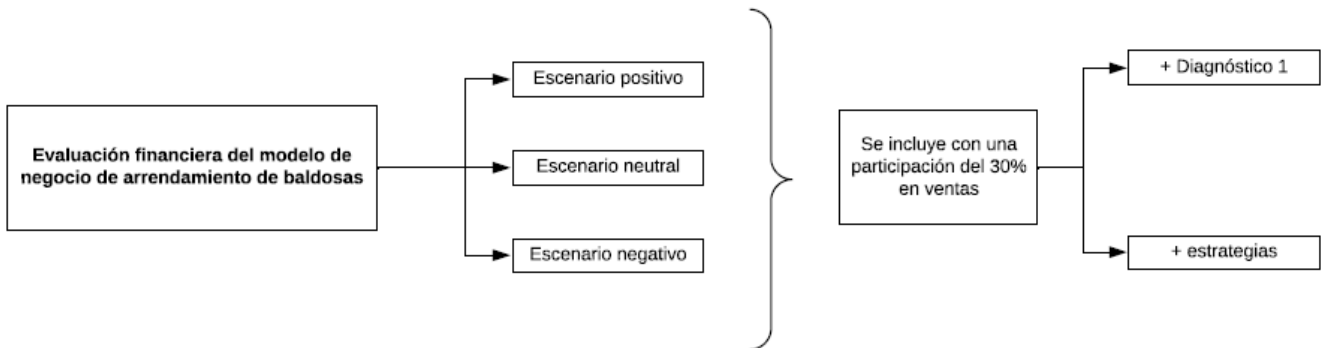 Evaluación financiera del modelo de
negocio de arrendamiento de baldosas
Escenario positivo
Escenario neutral
Escenario negativo
Se incluye con una
participación del 30%
en ventas
+ Diagnóstico 1
+ estrategias